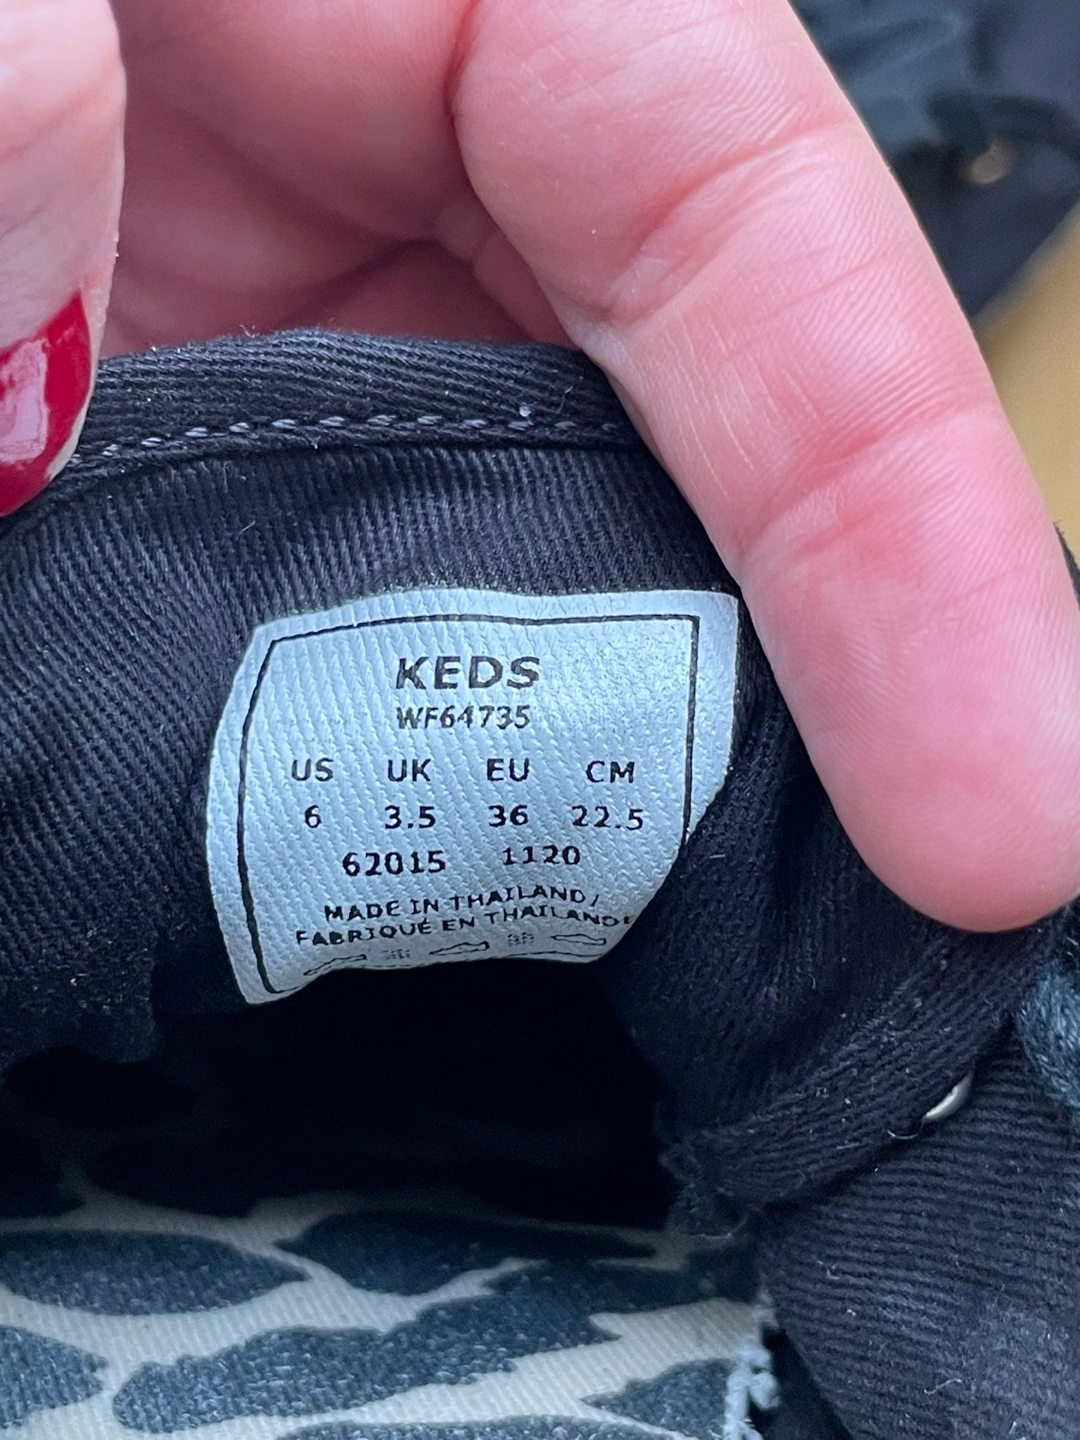 KEDS
WF64735
US UK EU CM
6 3.5 36 22.5
62015 1120
MADE IN THAILAND/
FABRIQUÉ EN THAILANDE